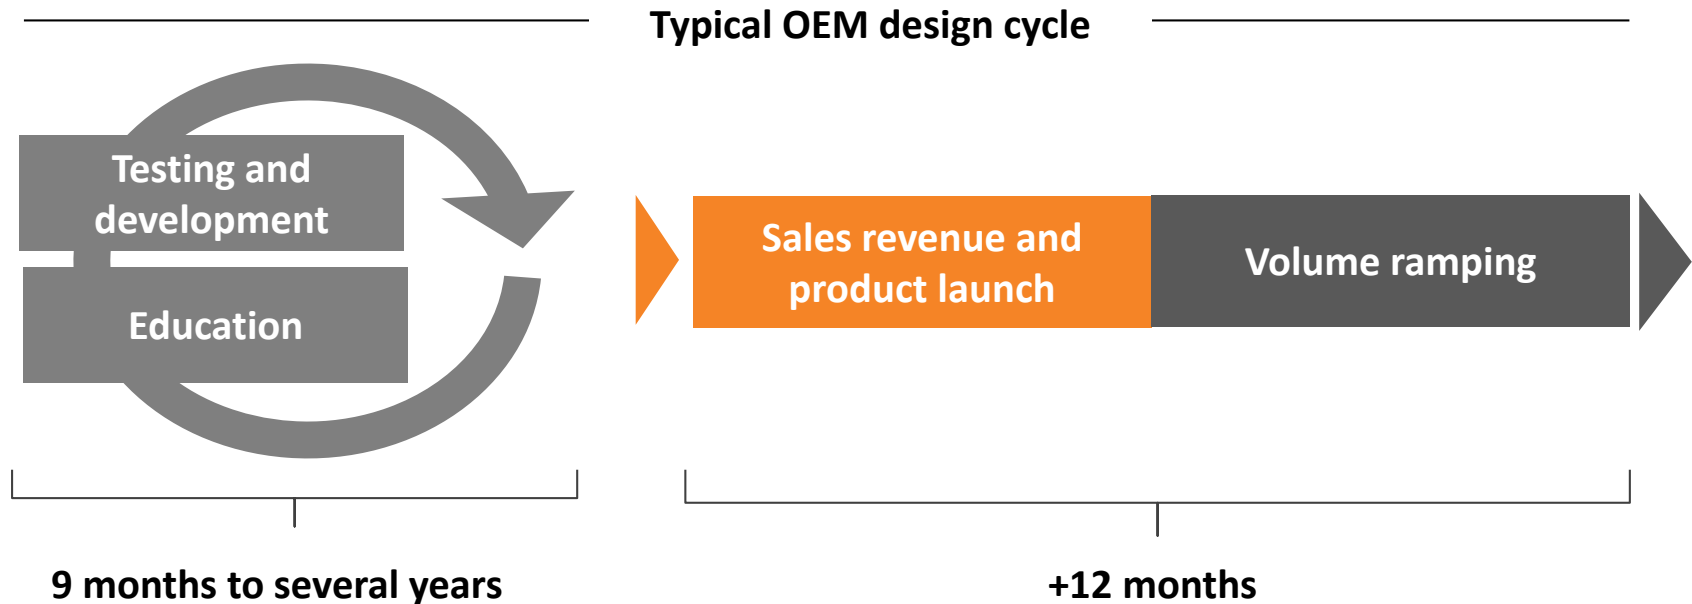 Typical OEM design cycle
Testing and
development
Education
Sales revenue and
product launch
Volume ramping
9 months to several years
+12 months